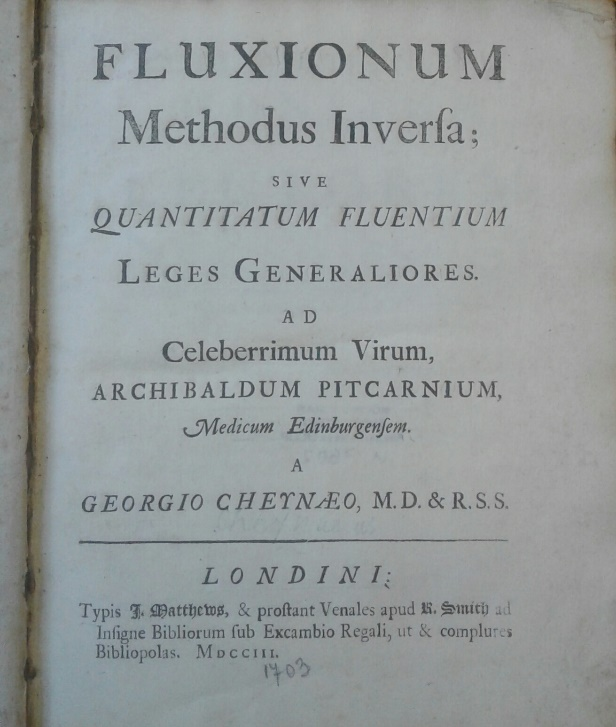 FLUXIONUM
Methodus Inverſa;
SIVE
QUANTITATUM FLUENTIUM
LEGES GENERALIORES.
AD
Celeberrimum Virum,
ARCHIBALDUM PITCARNIUM,
Medicum Edinburgenſem.
A
GEORGIO CHEYNÆO, M.D. & R.S.S.
LONDINI:
Typis J. Matthews, & proſtant Venales apud R. Smith ad
Inſigne Bibliorum ſub Excambio Regali, ut & complures
Bibliopolas. MDCCIII.
1703